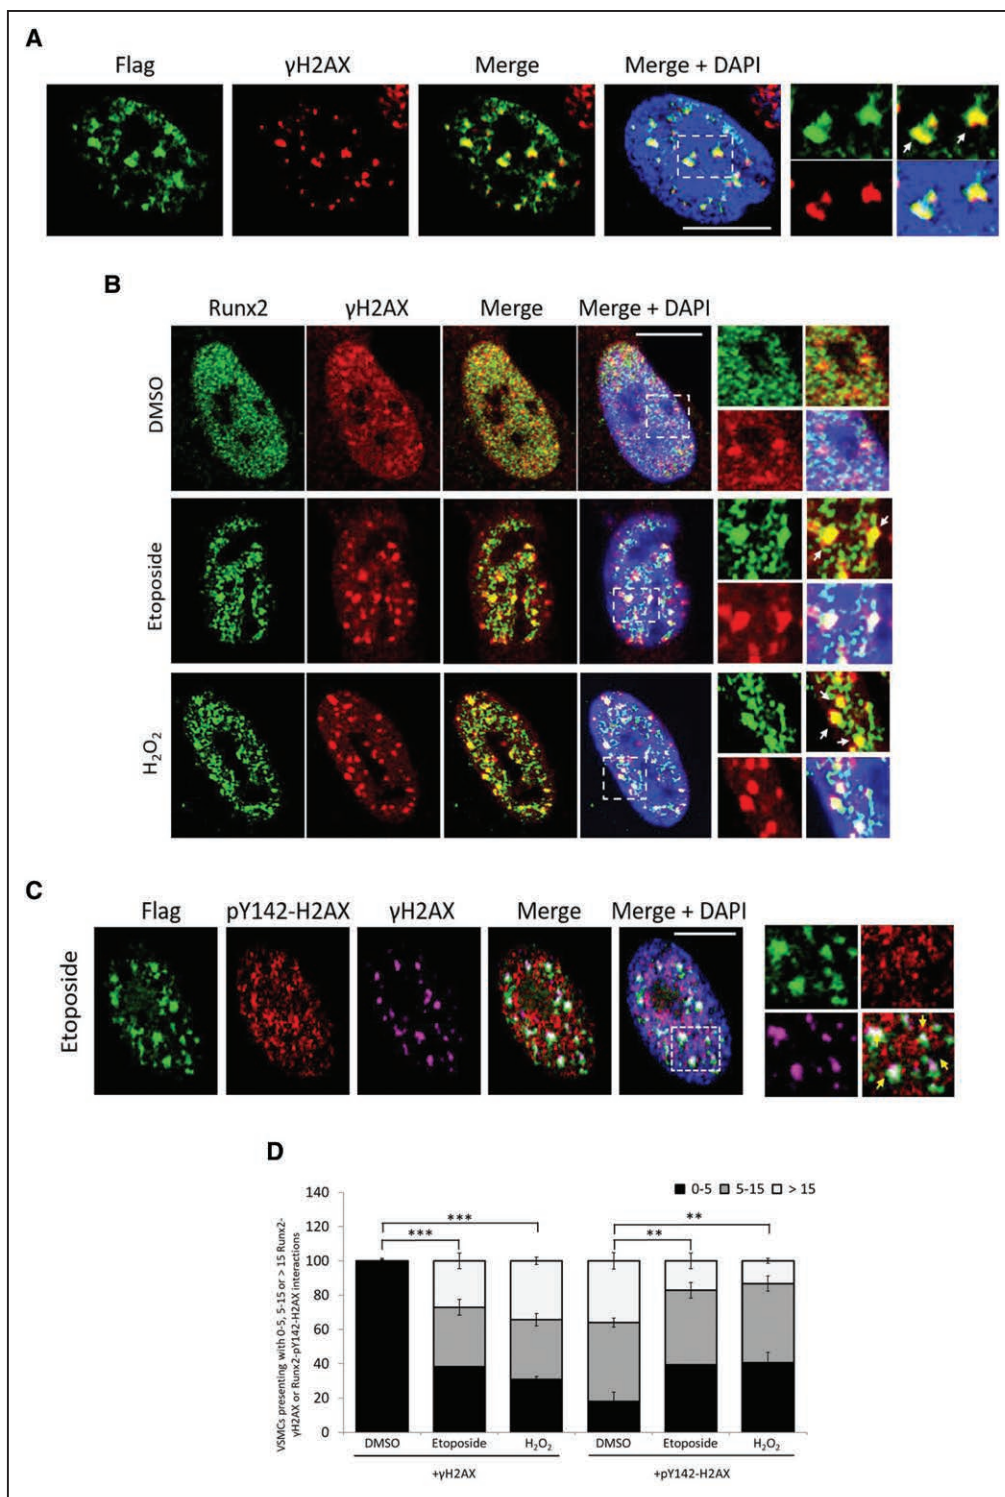 A
Flag γH2AX Merge Merge + DAPI
B
Runx2 γH2AX Merge Merge + DAPI
DMSO
Etoposide
H₂O₂
C
Flag pY142-H2AX γH2AX Merge Merge + DAPI
Etoposide
D
VSMCs presenting with 0-5, 5-15 or > 15 Runx2-
γH2AX or Runx2-pY142-H2AX interactions
140
120
100
80
60
40
20
0
0-5 5-15 > 15
*** *** ** **
DMSO Etoposide H₂O₂ DMSO Etoposide H₂O₂
+γH2AX +pY142-H2AX